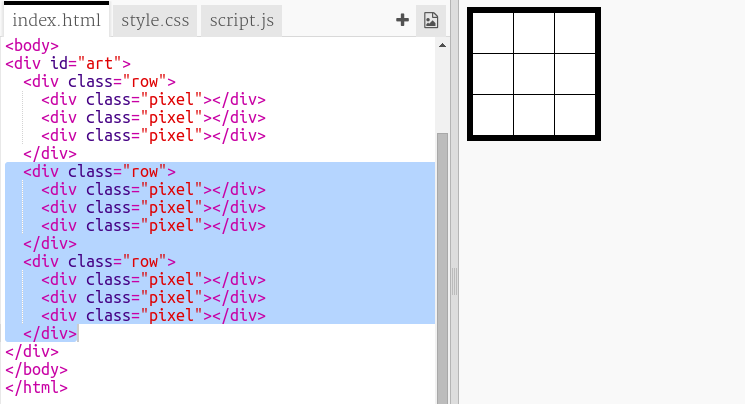 index.html style.css script.js
<body>
<div id="art">
<div class="row">
<div class="pixel"></div>
<div class="pixel"></div>
<div class="pixel"></div>
</div>
<div class="row">
<div class="pixel"></div>
<div class="pixel"></div>
<div class="pixel"></div>
</div>
<div class="row">
<div class="pixel"></div>
<div class="pixel"></div>
<div class="pixel"></div>
</div>
</div>
</body>
</html>